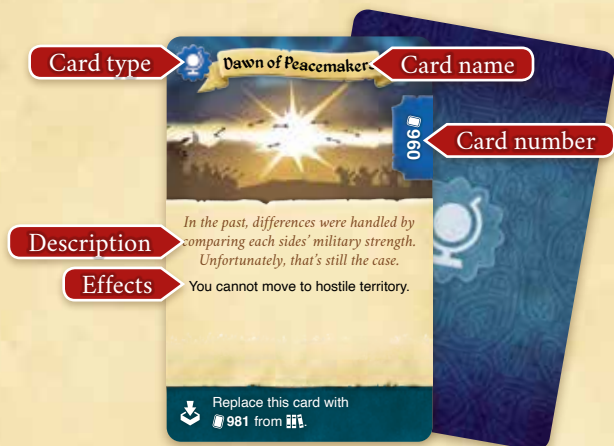 Card type
Dawn of Peacemakers
Card name
096
Card number
In the past, differences were handled by
comparing each sides' military strength.
Unfortunately, that's still the case.
Description
Effects
You cannot move to hostile territory.
Replace this card with
981 from